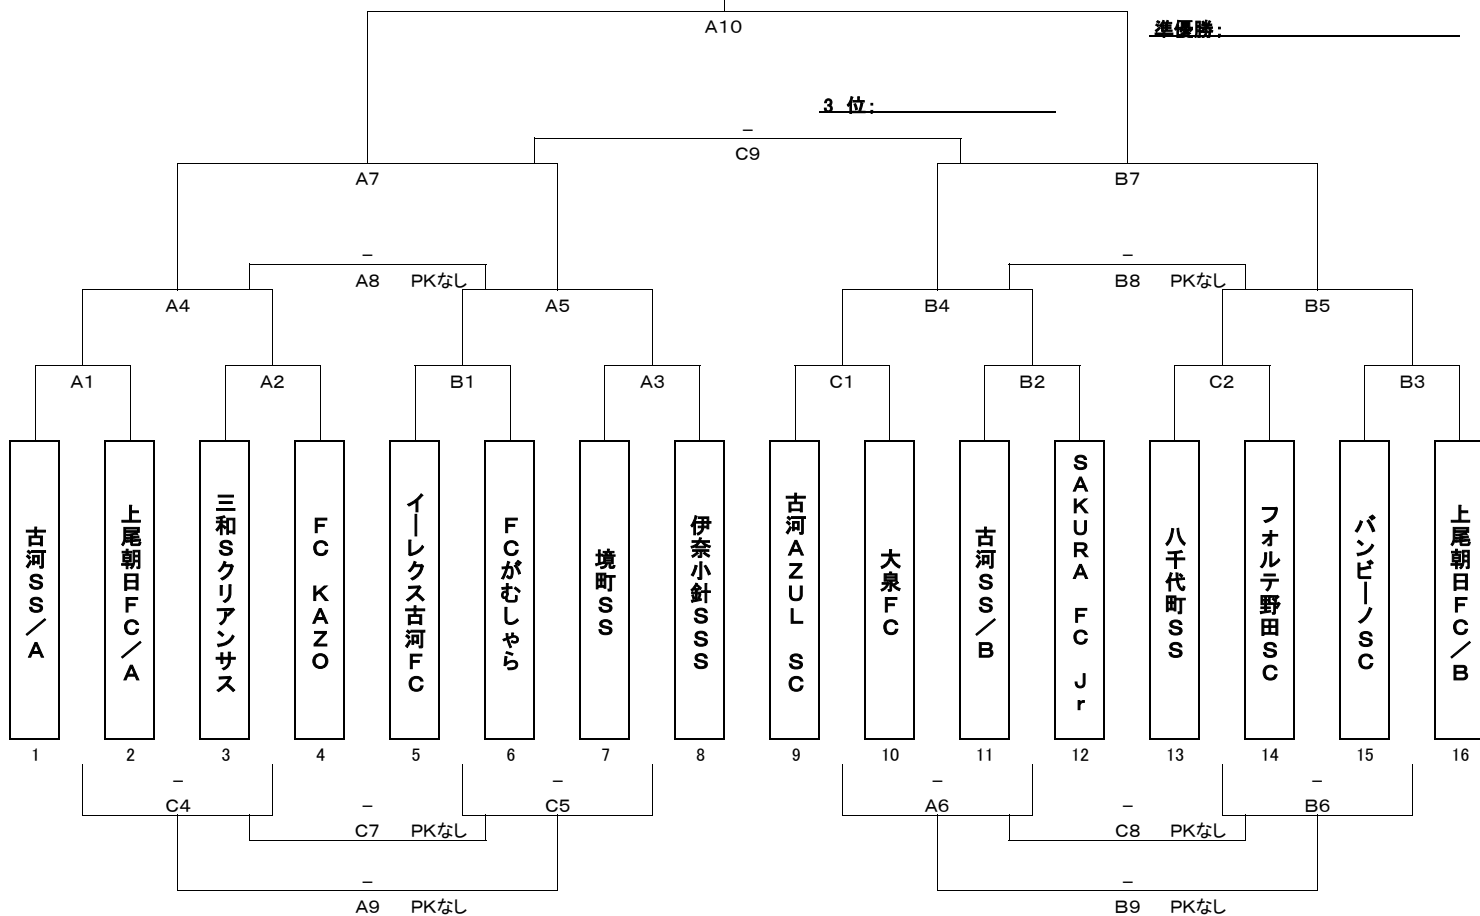 A10
準優勝:
3 位:
-
C9
A7
B7
-
A8 PKなし
-
B8 PKなし
A4
A5
B4
B5
A1
A2
B1
A3
C1
B2
C2
B3
古河SS/A
上尾朝日FC/A
三和Sクリアンサス
FC KAZO
イーレクス古河FC
FCがむしゃら
境町SS
伊奈小針SSS
古河AZUL SC
大泉FC
古河SS/B
SAKURA FC Jr
八千代町SS
フォルテ野田SC
バンビーノSC
上尾朝日FC/B
1 2 3 4 5 6 7 8 9 10 11 12 13 14 15 16
- - - -
C4 - C5 A6 - B6
C7 PKなし C8 PKなし
- -
A9 PKなし B9 PKなし